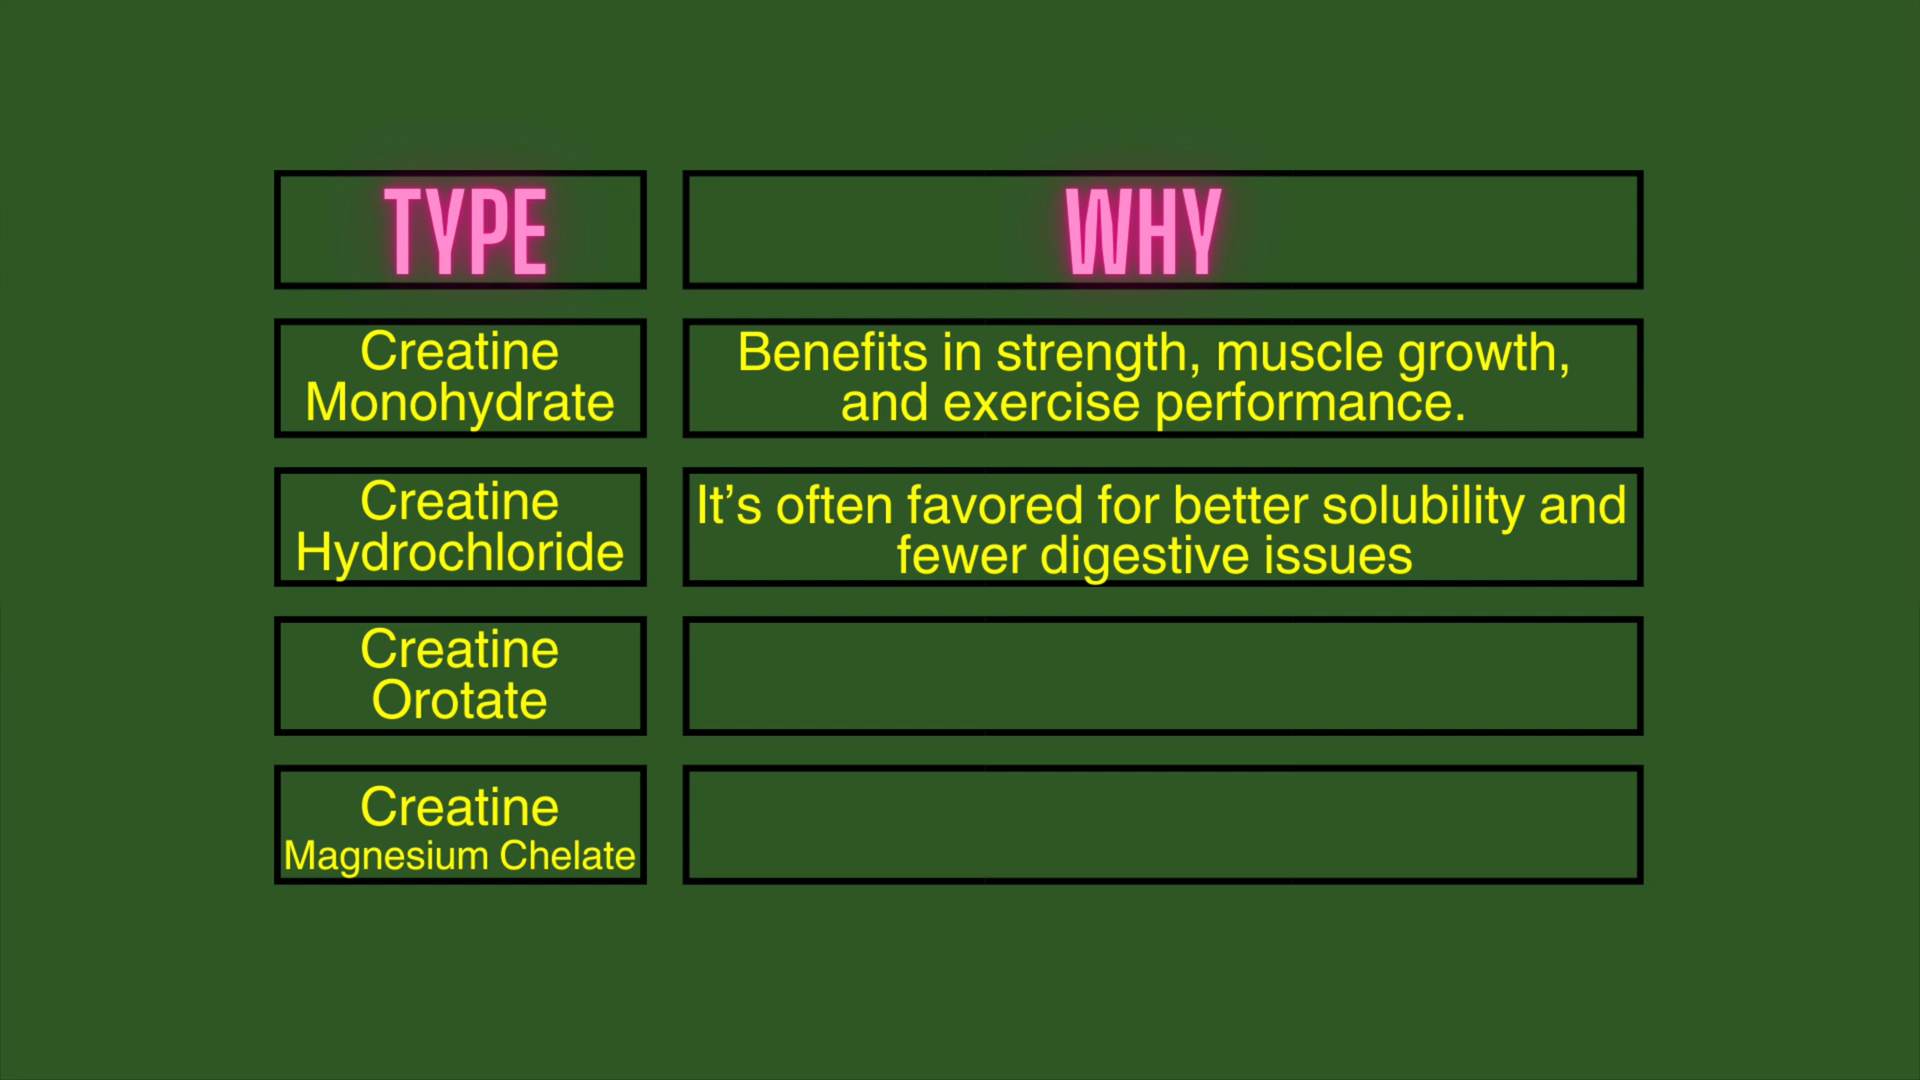 TYPE
WHY
Creatine
Monohydrate
Benefits in strength, muscle growth,
and exercise performance.
Creatine
Hydrochloride
It’s often favored for better solubility and
fewer digestive issues
Creatine
Orotate
Creatine
Magnesium Chelate